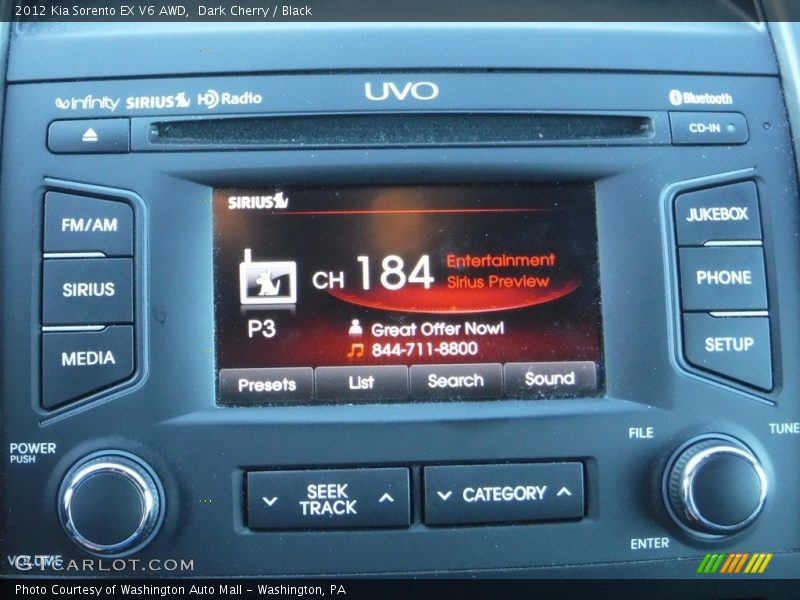 2012 Kia Sorento EX V6 AWD,  Dark Cherry / Black
UVO
Infinity SIRIUS HD Radio
Bluetooth
CD-IN
SIRIUS
FM/AM
JUKEBOX
CH 184 Entertainment
Sirius Preview
SIRIUS
PHONE
P3
Great Offer Now!
844-711-8800
MEDIA
SETUP
Presets List Search Sound
POWER
PUSH
FILE
TUNE
SEEK
TRACK
CATEGORY
ENTER
VOLUME
GTCARLOT.COM
Photo Courtesy of Washington Auto Mall - Washington, PA